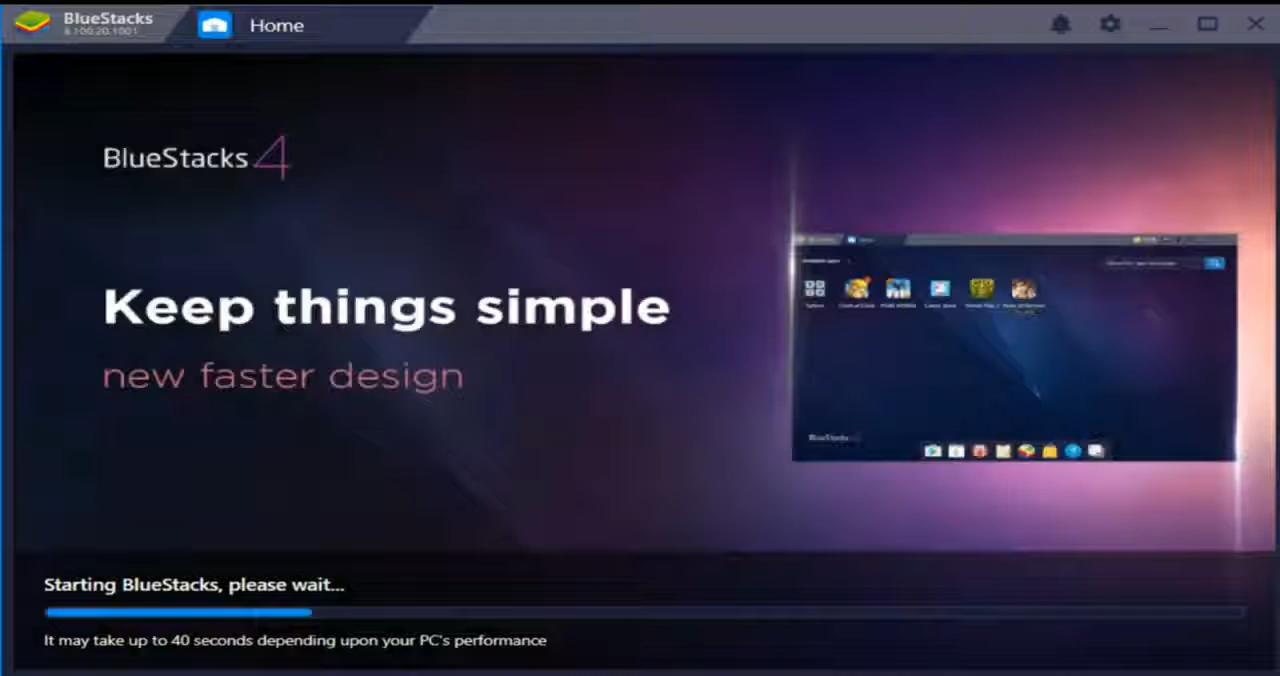 BlueStacks
Home
BlueStacks 4
Keep things simple
new faster design
BlueStacks
Starting BlueStacks, please wait...
It may take up to 40 seconds depending upon your PC's performance